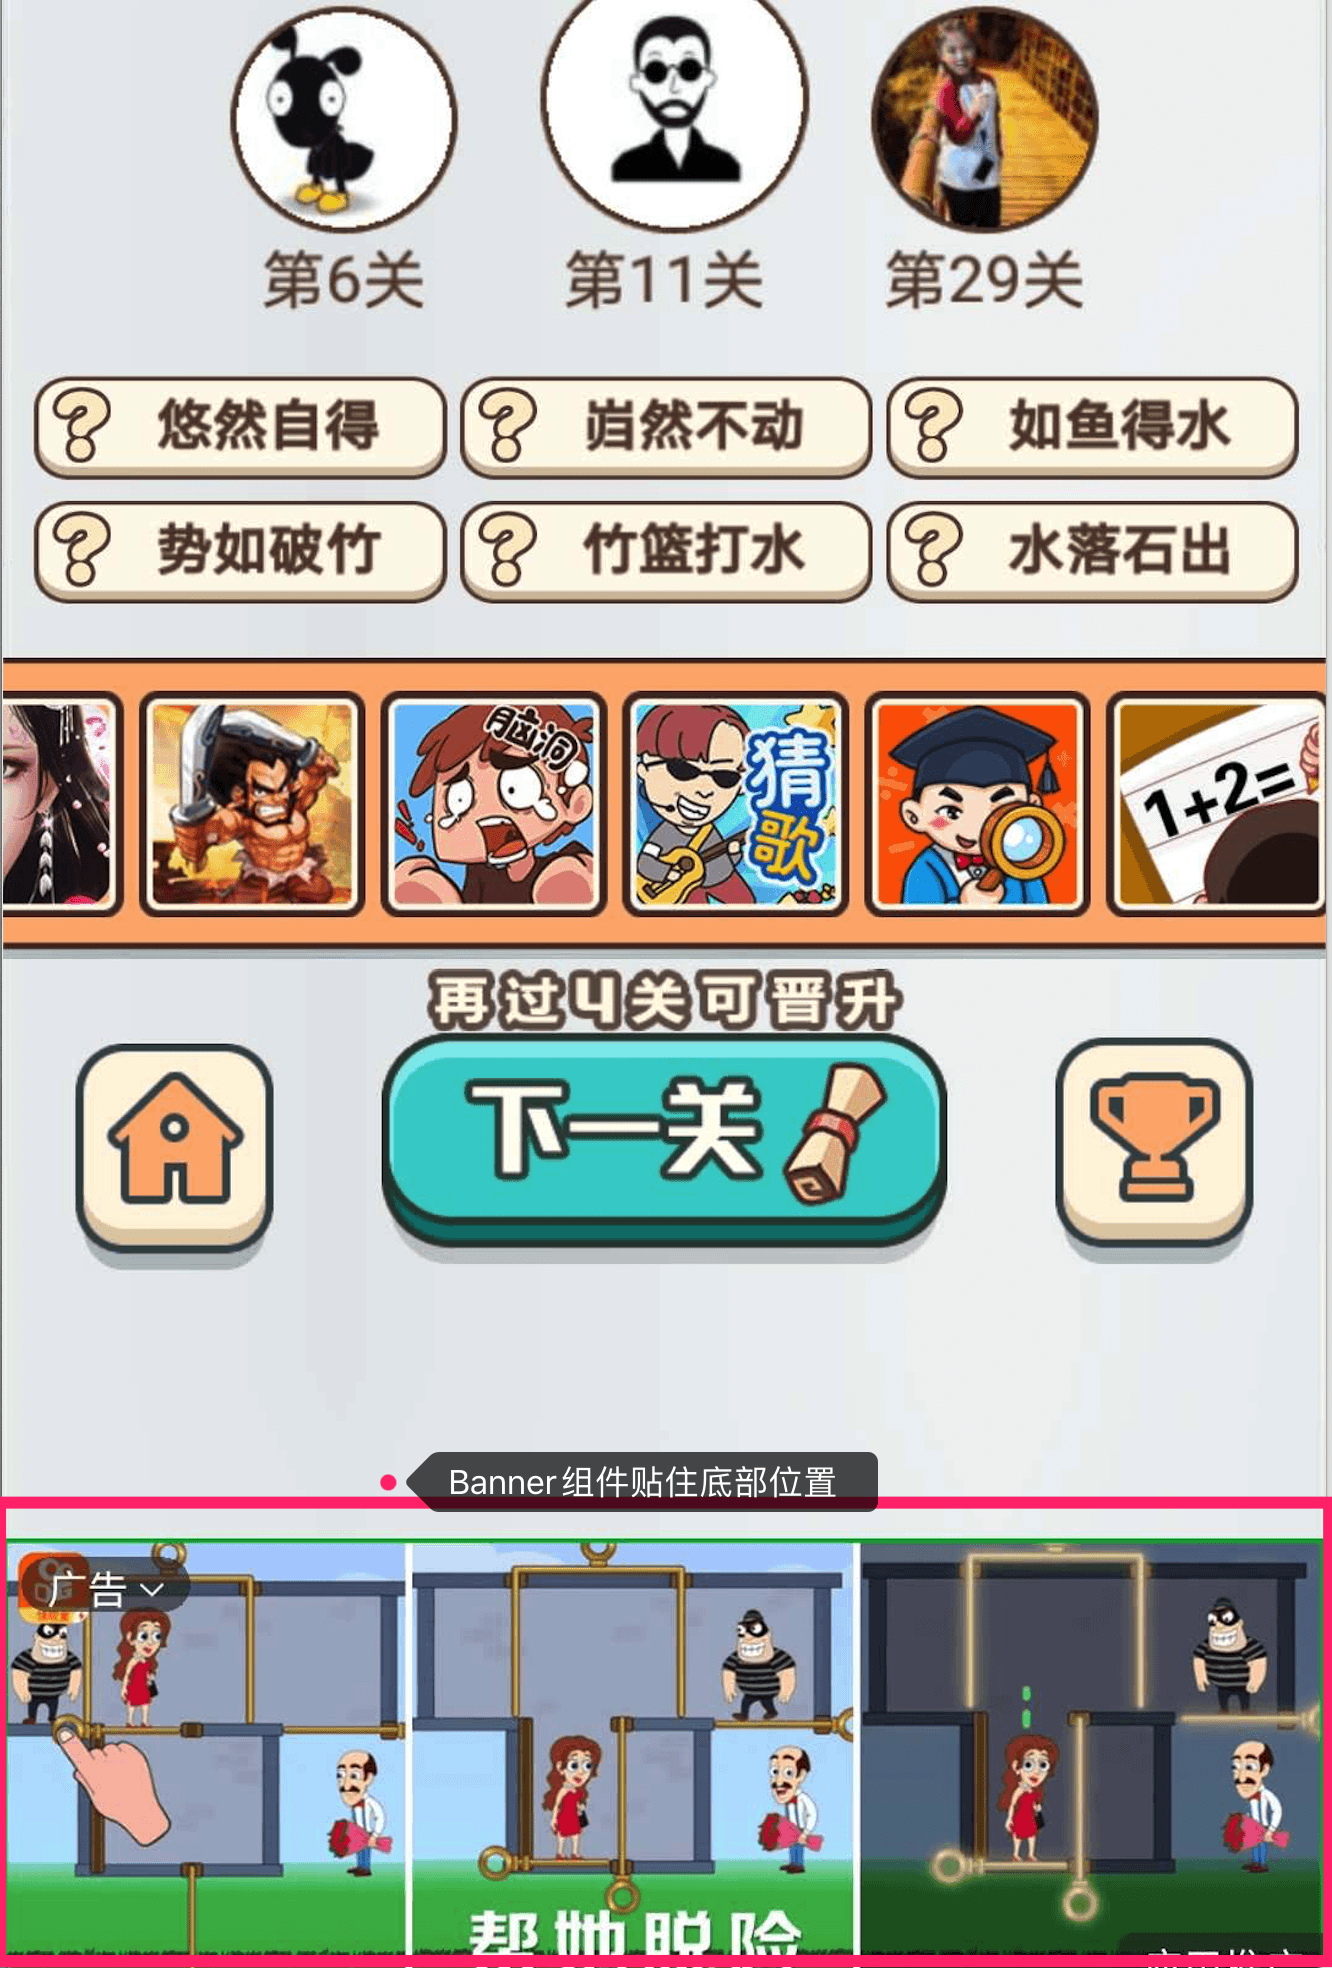 第6关 第11关 第29关
悠然自得 岿然不动 如鱼得水
势如破竹 竹篮打水 水落石出
脑洞
猜歌
1+2=
再过4关可晋升
下一关
Banner组件贴住底部位置
广告
帮她脱险